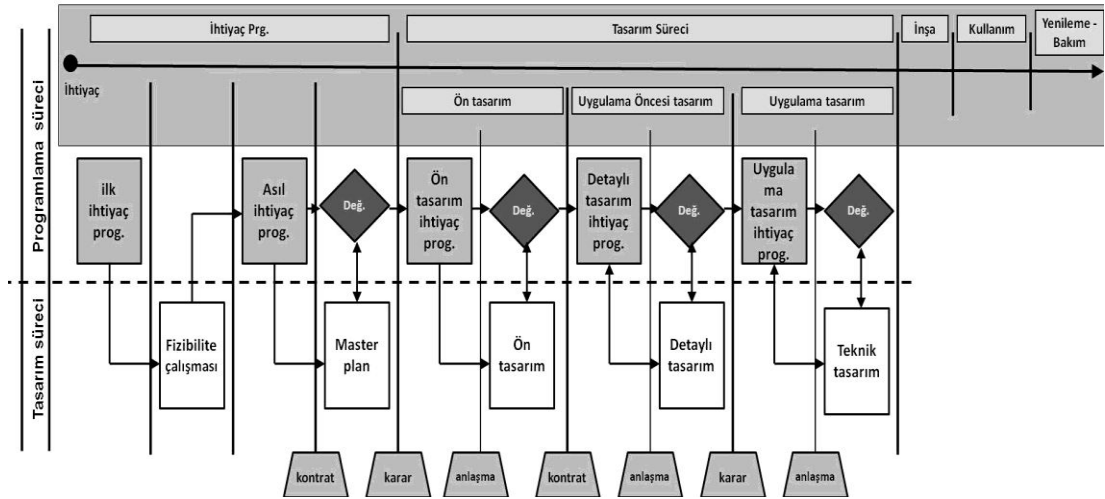 İhtiyaç Prg.
Tasarım Süreci
İnşa
Kullanım
Yenileme -
Bakım
İhtiyaç
Ön tasarım
Uygulama Öncesi tasarım
Uygulama tasarım
Programlama süreci
ilk
ihtiyaç
prog.
Asıl
ihtiyaç
prog.
Değ.
Ön
tasarım
ihtiyaç
prog.
Değ.
Detaylı
tasarım
ihtiyaç
prog.
Değ.
Uygula
ma
tasarım
ihtiyaç
prog.
Değ.
Tasarım süreci
Fizibilite
çalışması
Master
plan
Ön
tasarım
Detaylı
tasarım
Teknik
tasarım
kontrat
karar
anlaşma
kontrat
anlaşma
karar
anlaşma